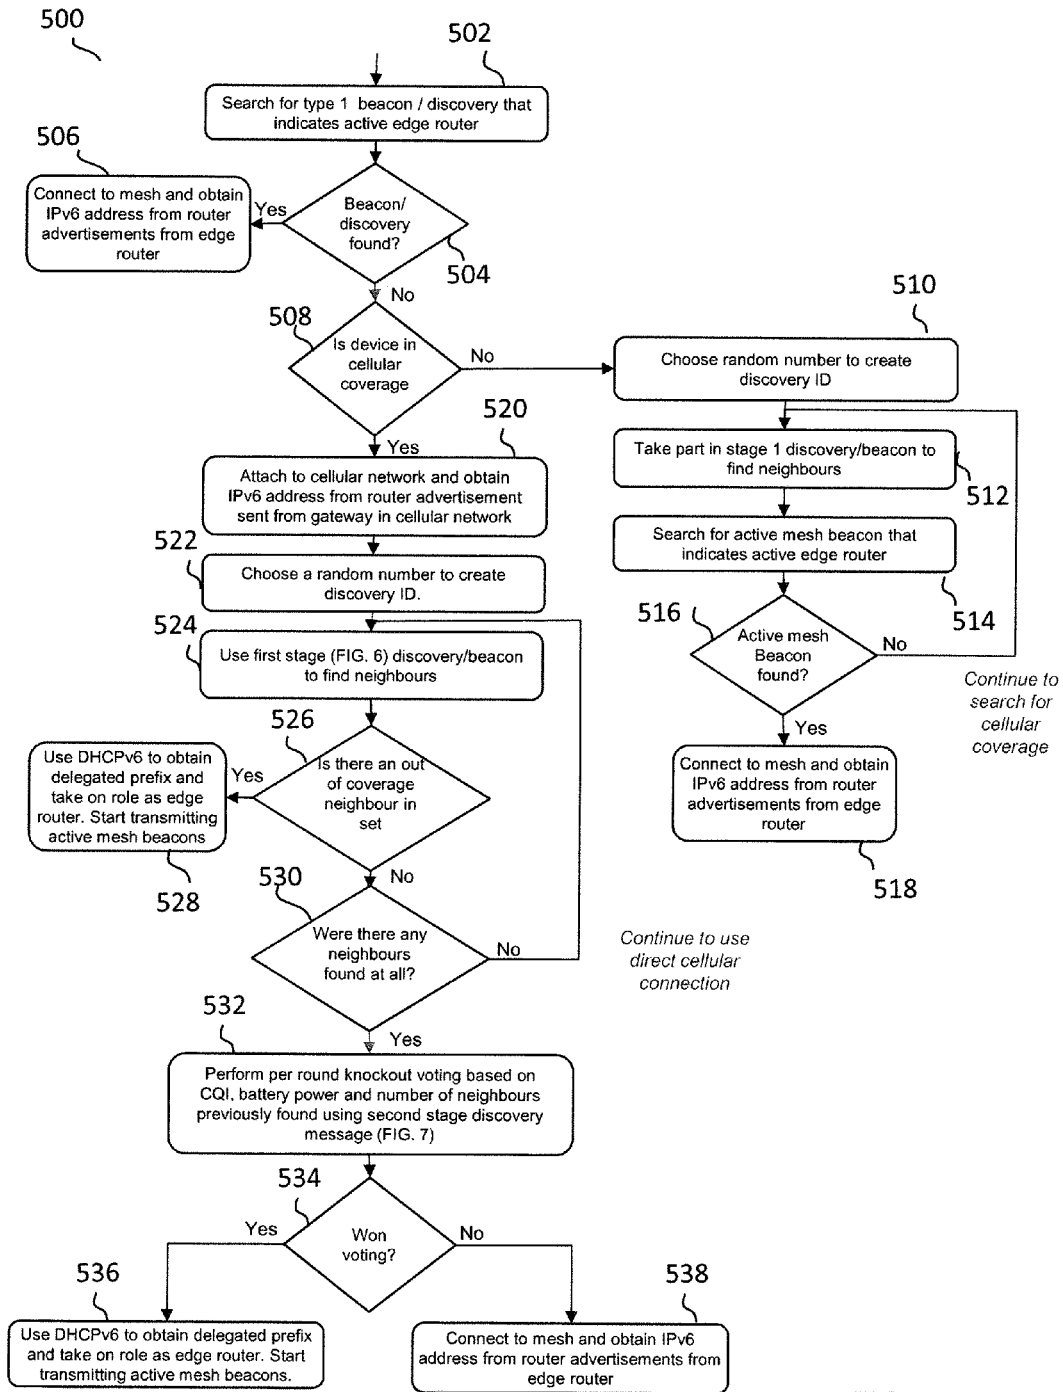 500
502
Search for type 1 beacon / discovery that
indicates active edge router
506
Connect to mesh and obtain
IPv6 address from router
advertisements from edge
router
Yes
Beacon/
discovery
found?
504
No
508
Is device in
cellular
coverage
No
510
Choose random number to create
discovery ID
Yes
520
Attach to cellular network and obtain
IPv6 address from router advertisement
sent from gateway in cellular network
Take part in stage 1 discovery/beacon to
find neighbours
512
Search for active mesh beacon that
indicates active edge router
514
522
Choose a random number to create
discovery ID.
524
Use first stage (FIG. 6) discovery/beacon
to find neighbours
516
Active mesh
Beacon
found?
No
Continue to
search for
cellular
coverage
Yes
Connect to mesh and obtain
IPv6 address from router
advertisements from edge
router
518
526
Is there an out
of coverage
neighbour in
set
Yes
Use DHCPv6 to obtain
delegated prefix and
take on role as edge
router. Start transmitting
active mesh beacons
528
No
530
Were there any
neighbours
found at all?
No
Continue to use
direct cellular
connection
Yes
532
Perform per round knockout voting based on
CQI, battery power and number of neighbours
previously found using second stage discovery
message (FIG. 7)
534
Won
voting?
Yes
No
536
Use DHCPv6 to obtain delegated prefix
and take on role as edge router. Start
transmitting active mesh beacons.
538
Connect to mesh and obtain IPv6
address from router advertisements from
edge router